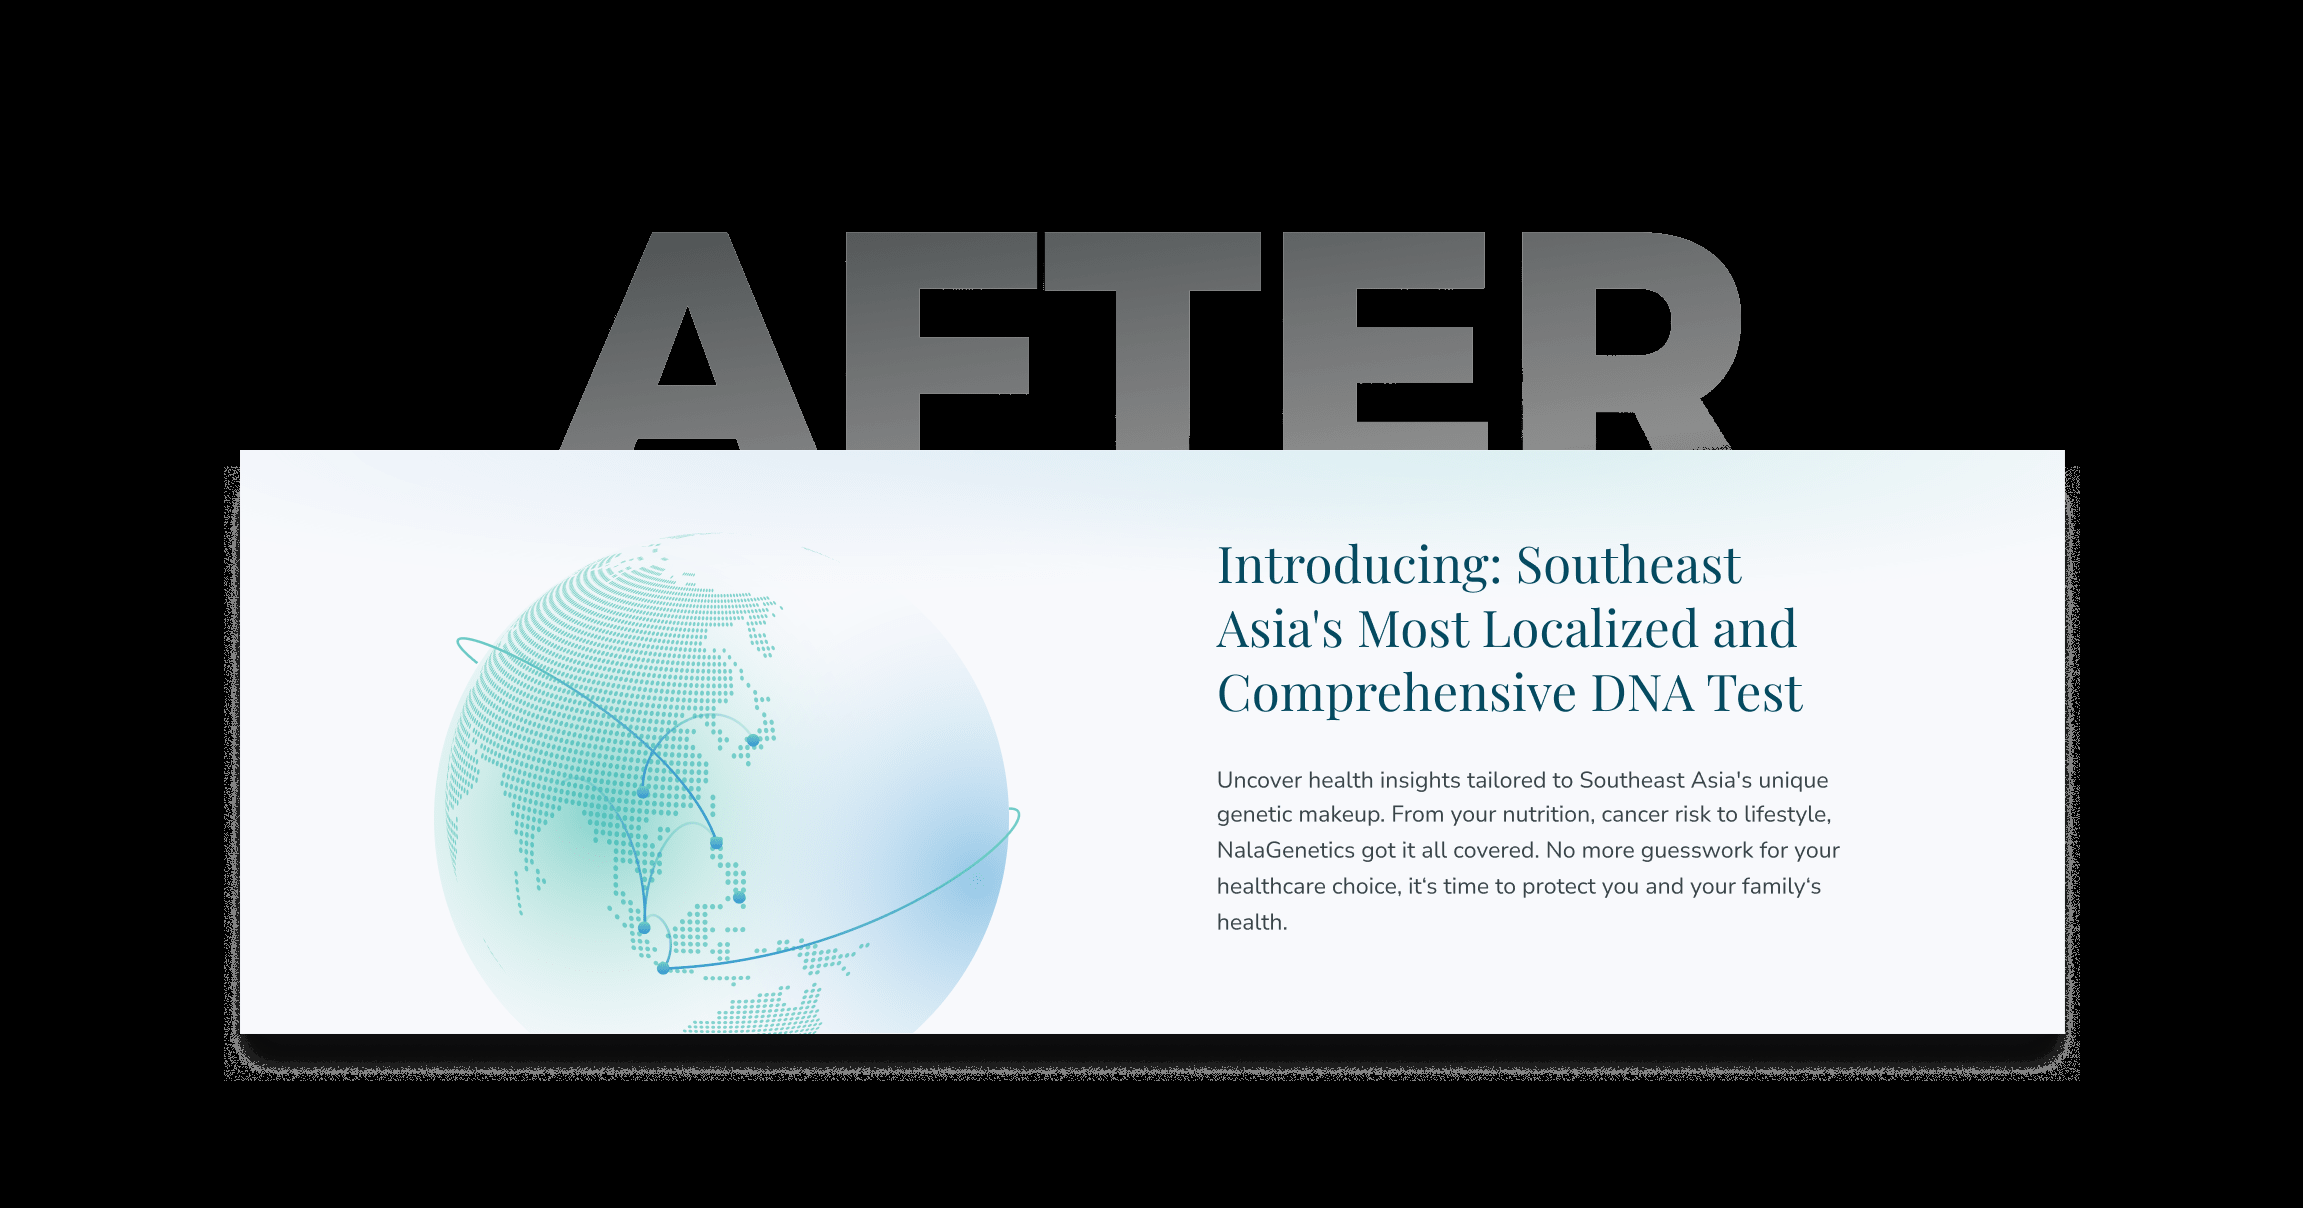 AFTER
Introducing: Southeast
Asia's Most Localized and
Comprehensive DNA Test
Uncover health insights tailored to Southeast Asia's unique
genetic makeup. From your nutrition, cancer risk to lifestyle,
NalaGenetics got it all covered. No more guesswork for your
healthcare choice, it‘s time to protect you and your family‘s
health.